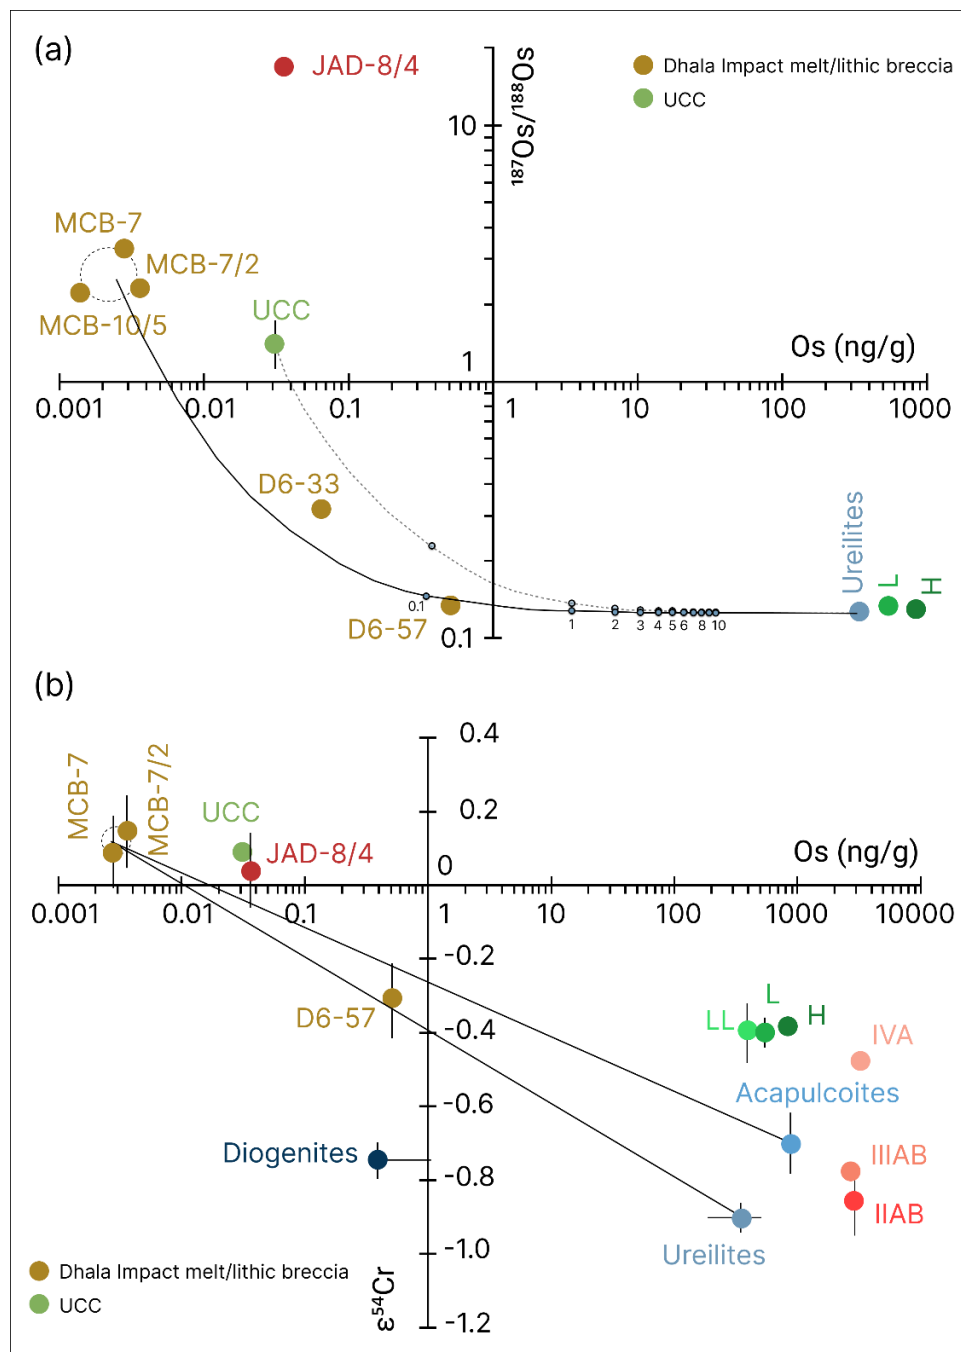 (a)
JAD-8/4
Dhala Impact melt/lithic breccia
UCC
¹⁸⁷Os/¹⁸⁸Os
10
MCB-7
MCB-7/2
MCB-10/5
UCC
1
Os (ng/g)
0.001
0.01
0.1
1
10
100
1000
D6-33
0.1
D6-57
0.1
1
2
3
4
5
6
8
10
Ureilites
L
H
(b)
0.4
0.2
0
MCB-7
MCB-7/2
UCC
JAD-8/4
Os (ng/g)
0.001
0.01
0.1
1
10
100
1000
10000
-0.2
-0.4
-0.6
-0.8
-1.0
-1.2
D6-57
LL
L
H
IVA
Acapulcoites
Diogenites
IIIAB
IIAB
Ureilites
Dhala Impact melt/lithic breccia
UCC
ε⁵⁴Cr